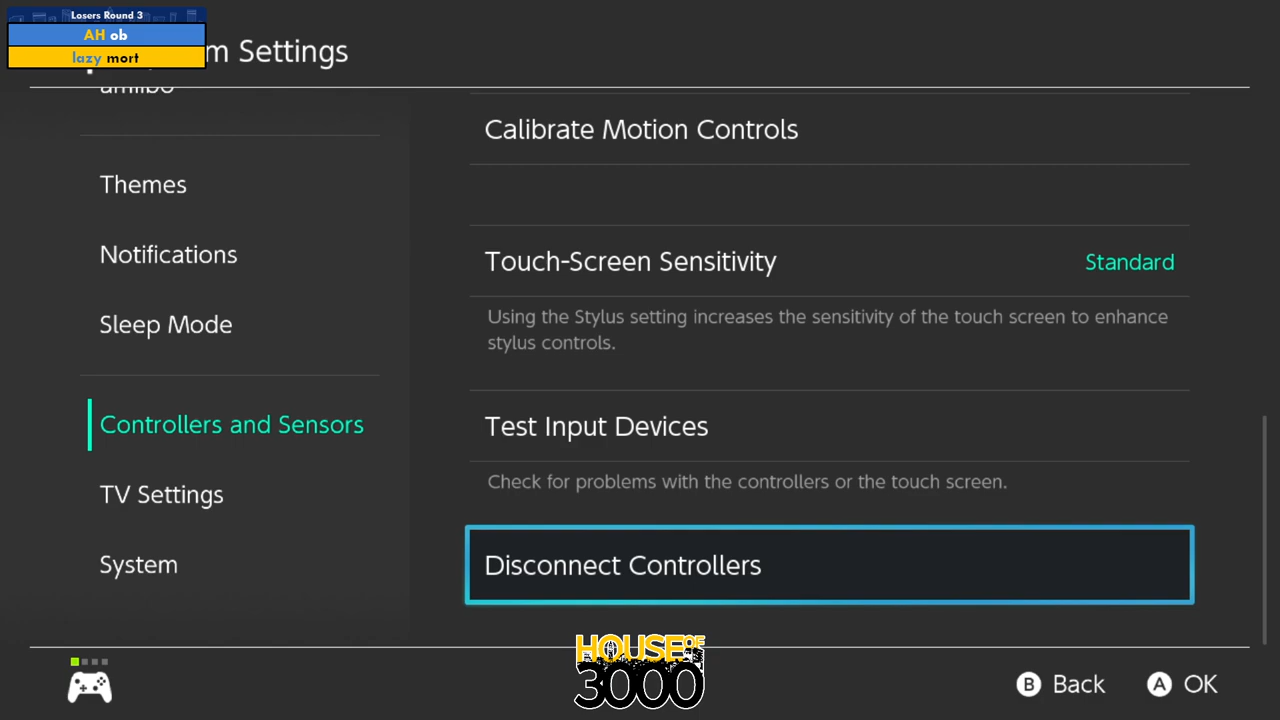 Losers Round 3
AH ob
lazy mort
m Settings
amiibo
Themes
Notifications
Sleep Mode
Controllers and Sensors
TV Settings
System
Calibrate Motion Controls
Touch-Screen Sensitivity Standard
Using the Stylus setting increases the sensitivity of the touch screen to enhance
stylus controls.
Test Input Devices
Check for problems with the controllers or the touch screen.
Disconnect Controllers
HOUSE OF
3000
B Back A OK